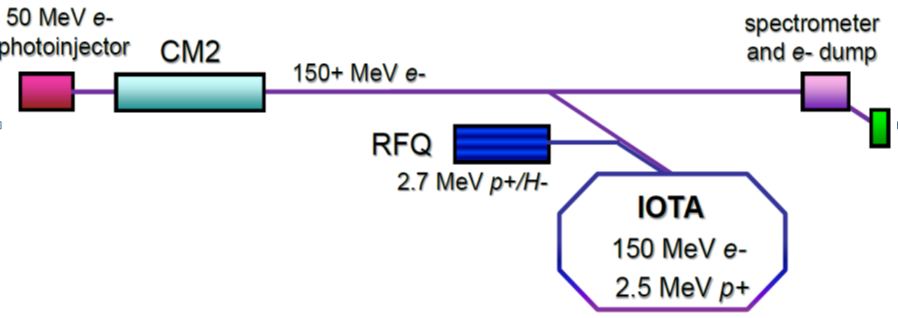 50 MeV e-
photoinjector
CM2
150+ MeV e-
spectrometer
and e- dump
RFQ
2.7 MeV p+/H-
IOTA
150 MeV e-
2.5 MeV p+